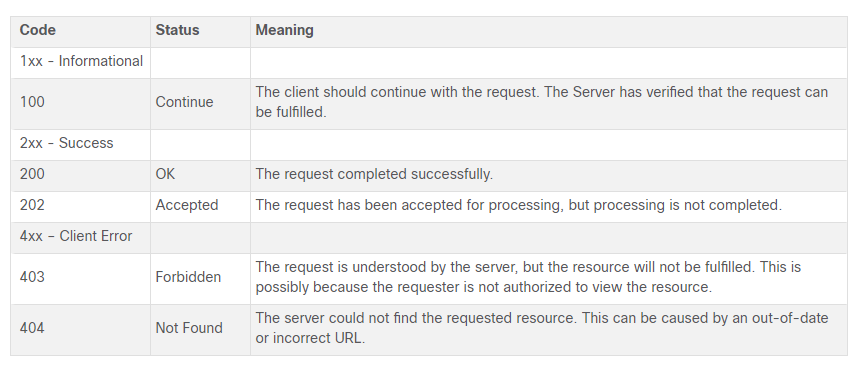 Code Status Meaning
1xx - Informational
100 Continue The client should continue with the request. The Server has verified that the request can
be fulfilled.
2xx - Success
200 OK The request completed successfully.
202 Accepted The request has been accepted for processing, but processing is not completed.
4xx - Client Error
403 Forbidden The request is understood by the server, but the resource will not be fulfilled. This is
possibly because the requester is not authorized to view the resource.
404 Not Found The server could not find the requested resource. This can be caused by an out-of-date
or incorrect URL.